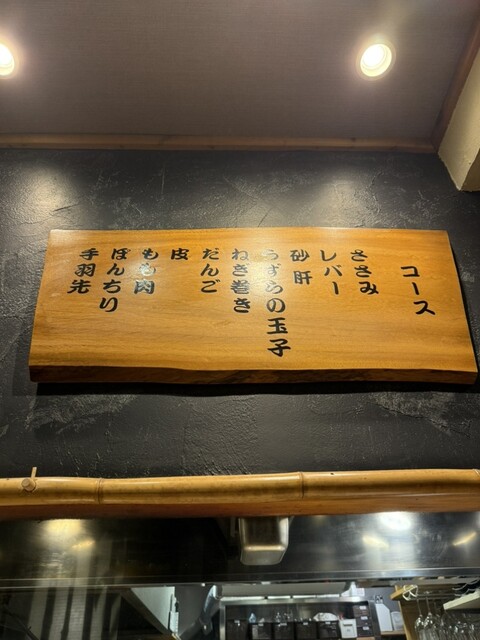 コース
ささみ
レバー
砂肝
うずらの玉子
ねぎ巻き
だんご
皮
もも肉
ぼんちり
手羽先